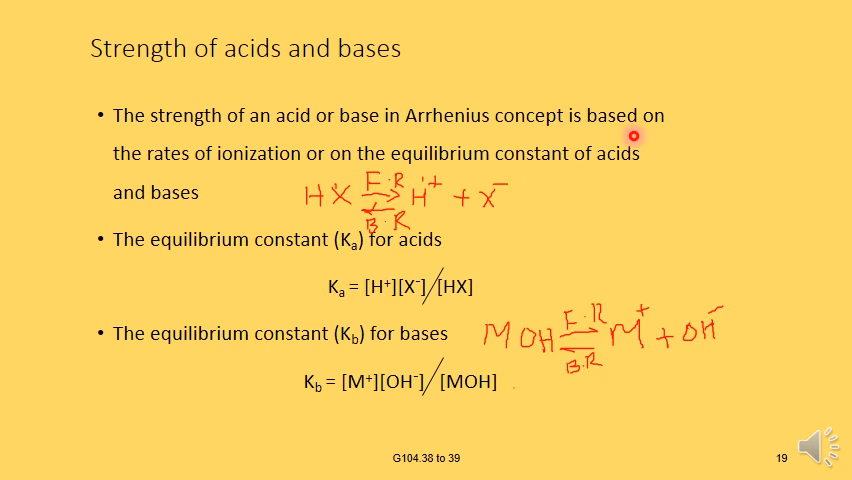 Strength of acids and bases
• The strength of an acid or base in Arrhenius concept is based on
the rates of ionization or on the equilibrium constant of acids
and bases
HX ⇌ H⁺ + X⁻
F.R
B.R
• The equilibrium constant (Kₐ) for acids
Kₐ = [H⁺][X⁻]/[HX]
• The equilibrium constant (K_b) for bases
MOH ⇌ M⁺ + OH⁻
F.R
B.R
K_b = [M⁺][OH⁻]/[MOH]
G104.38 to 39
19